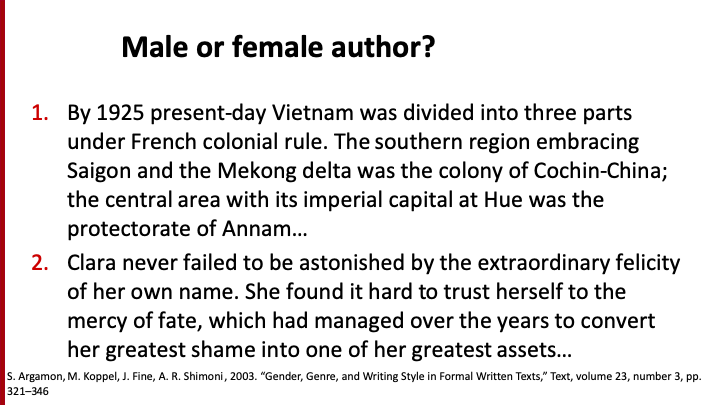 Male or female author?
1. By 1925 present-day Vietnam was divided into three parts
under French colonial rule. The southern region embracing
Saigon and the Mekong delta was the colony of Cochin-China;
the central area with its imperial capital at Hue was the
protectorate of Annam…
2. Clara never failed to be astonished by the extraordinary felicity
of her own name. She found it hard to trust herself to the
mercy of fate, which had managed over the years to convert
her greatest shame into one of her greatest assets…
S. Argamon, M. Koppel, J. Fine, A. R. Shimoni, 2003. “Gender, Genre, and Writing Style in Formal Written Texts,” Text, volume 23, number 3, pp.
321–346